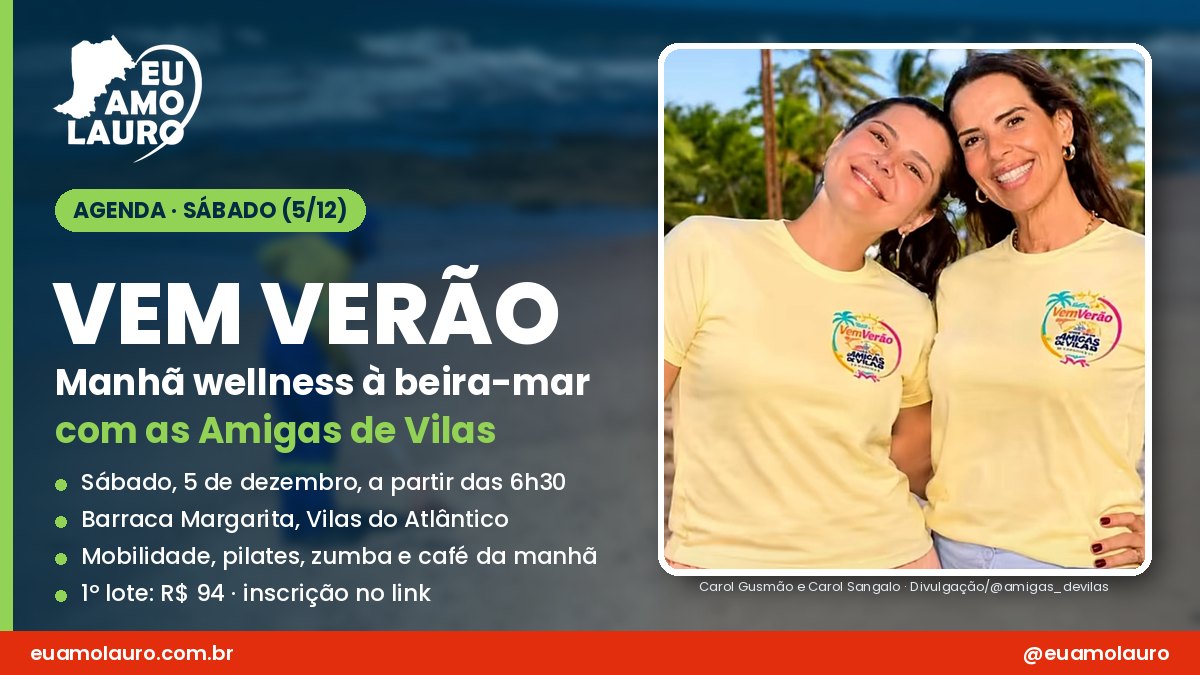 EU
AMO
LAURO
AGENDA · SÁBADO (5/12)
VEM VERÃO
Manhã wellness à beira-mar
com as Amigas de Vilas
Sábado, 5 de dezembro, a partir das 6h30
Barraca Margarita, Vilas do Atlântico
Mobilidade, pilates, zumba e café da manhã
1º lote: R$ 94 · inscrição no link
VemVerão
AMIGAS
DE VILAS
VemVerão
AMIGAS
DE VILAS
Carol Gusmão e Carol Sangalo · Divulgação/@amigas_devilas
euamolauro.com.br
@euamolauro